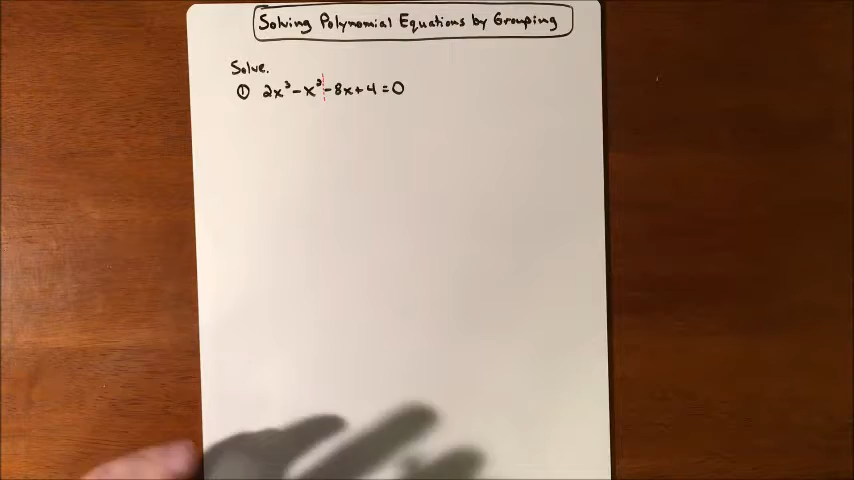 Solving Polynomial Equations by Grouping
Solve.
① 2x³ - x² - 8x + 4 = 0